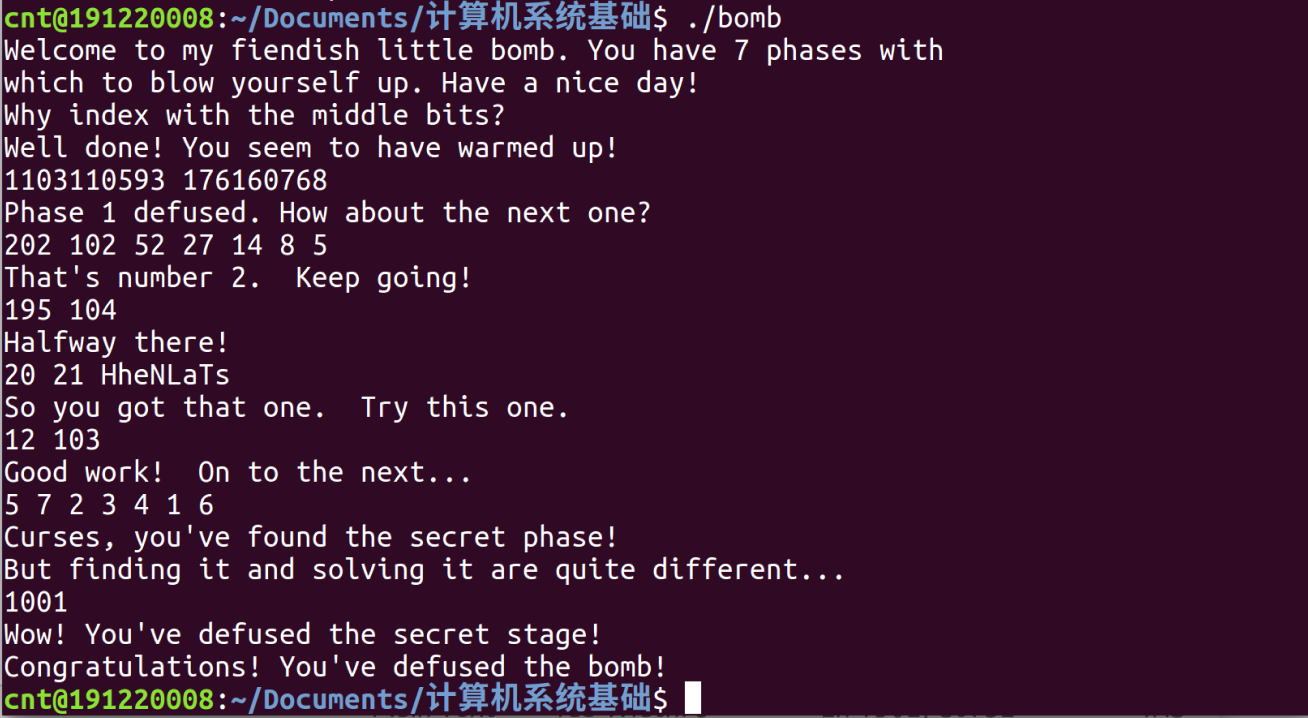 cnt@191220008:~/Documents/计算机系统基础$ ./bomb
Welcome to my fiendish little bomb. You have 7 phases with
which to blow yourself up. Have a nice day!
Why index with the middle bits?
Well done! You seem to have warmed up!
1103110593 176160768
Phase 1 defused. How about the next one?
202 102 52 27 14 8 5
That's number 2.  Keep going!
195 104
Halfway there!
20 21 HheNLaTs
So you got that one.  Try this one.
12 103
Good work!  On to the next...
5 7 2 3 4 1 6
Curses, you've found the secret phase!
But finding it and solving it are quite different...
1001
Wow! You've defused the secret stage!
Congratulations! You've defused the bomb!
cnt@191220008:~/Documents/计算机系统基础$